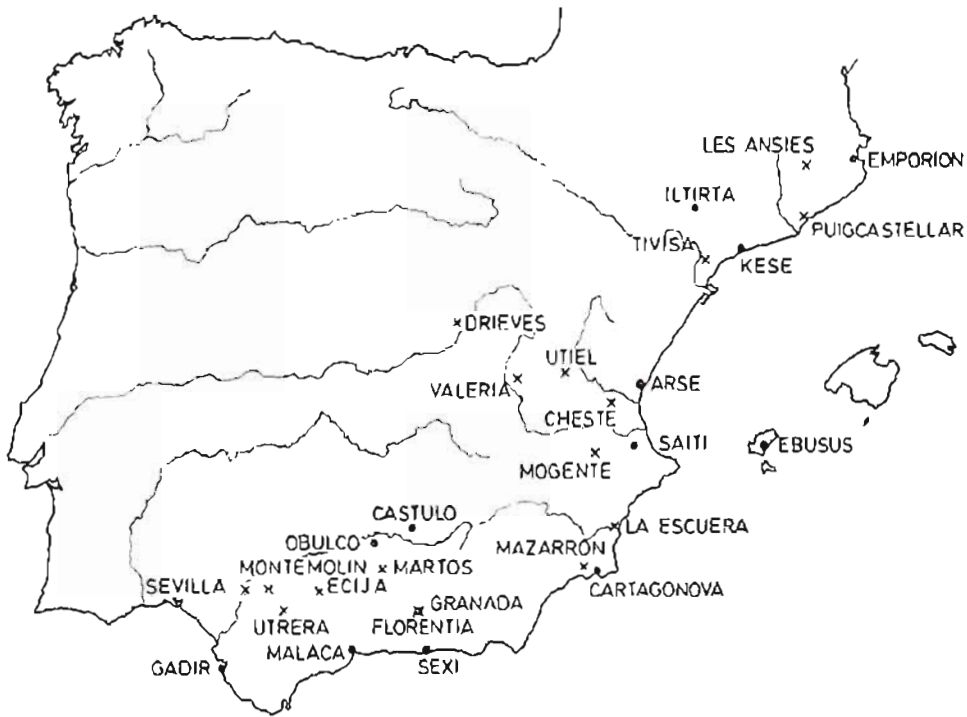 LES ANSIES
EMPORION
ILTIRTA
PUIGCASTELLAR
TIVISA
KESE
DRIEVES
UTIEL
VALERIA
ARSE
CHESTE
SAITI
EBUSUS
MOGENTE
CASTULO
LA ESCUERA
OBULCO
MAZARRON
MONTEMOLIN
MARTOS
SEVILLA
ECIJA
CARTAGONOVA
GRANADA
UTRERA
FLORENTIA
MALACA
GADIR
SEXI